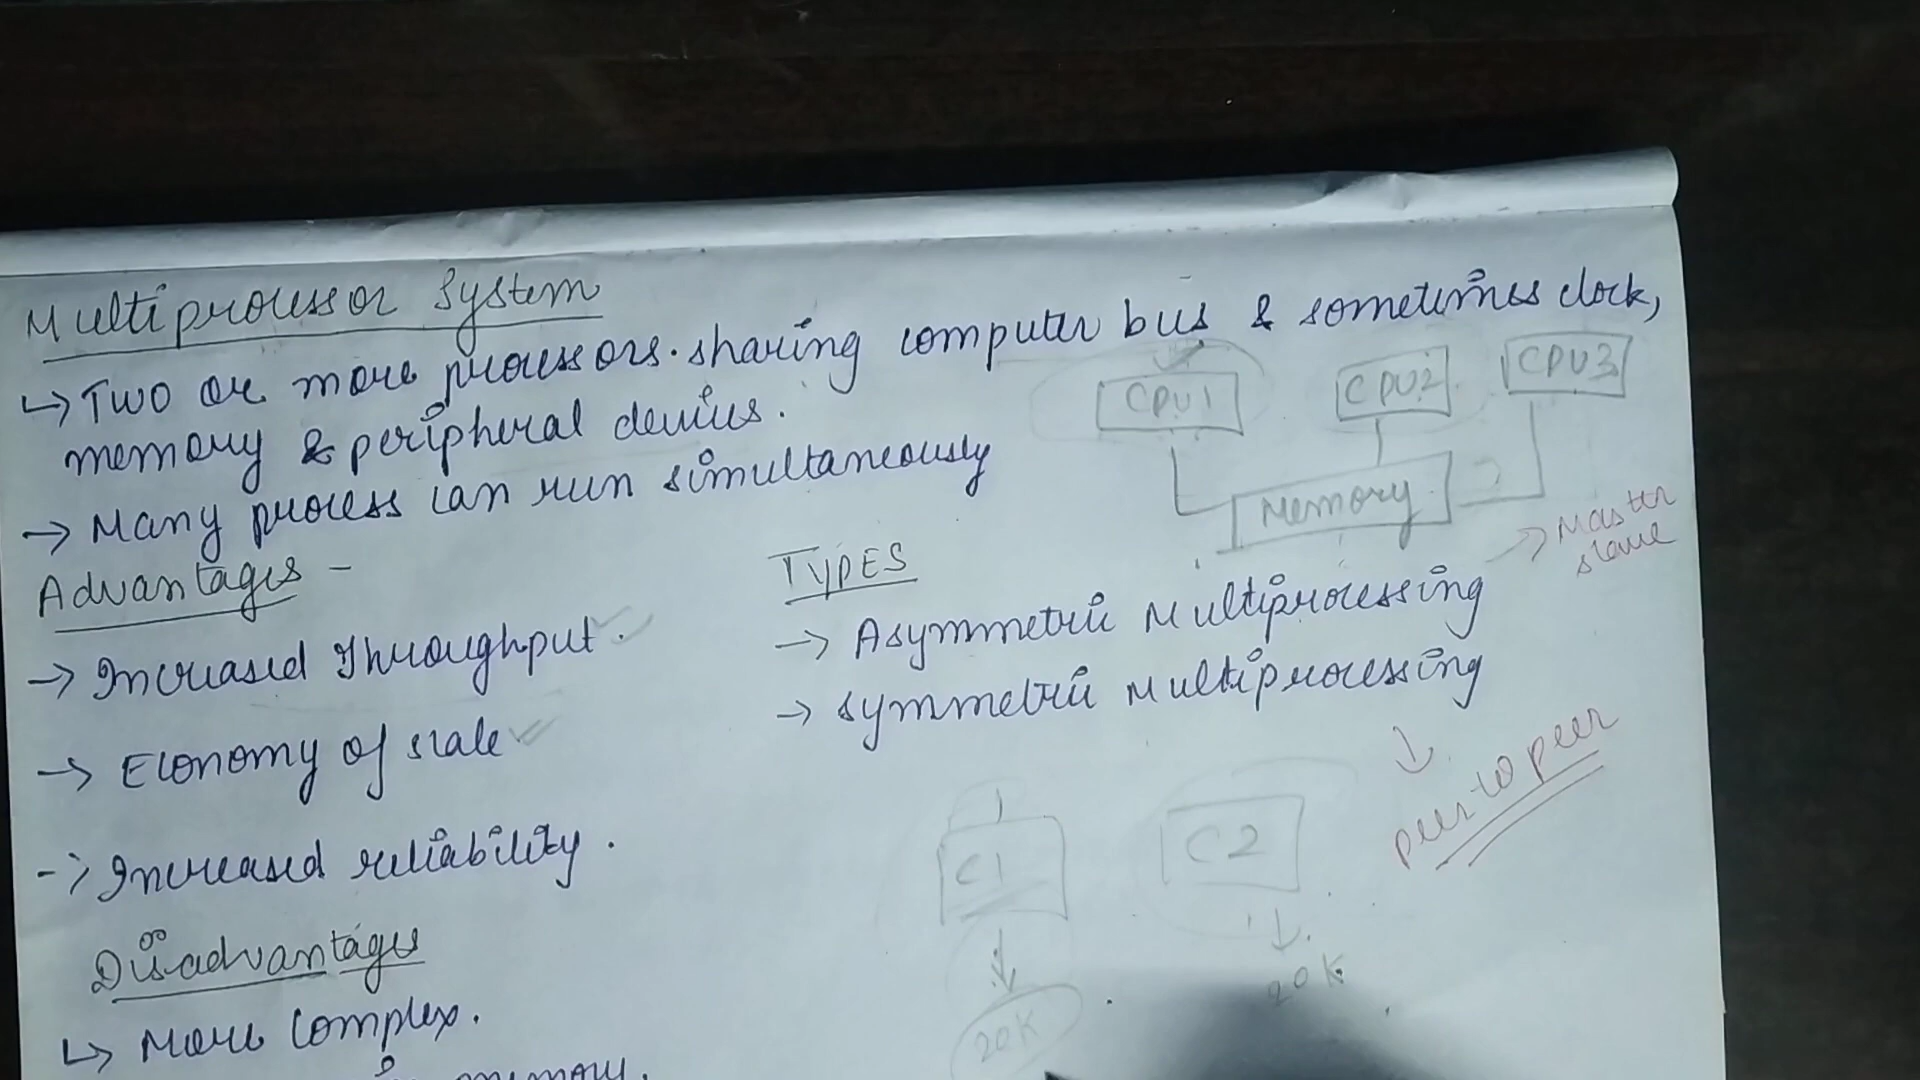 Multiprocessor System
↳ Two or more processors. sharing computer bus & sometimes clock,
memory & peripheral devices.
→ Many process can run simultaneously
CPU1
CPU2
CPU3
Memory
Advantages -
→ Increased Throughput.
→ Economy of scale
→ Increased reliability.
TYPES
→ Asymmetric Multiprocessing
→ Master
slave
→ Symmetric Multiprocessing
↓
peer to peer
C1
↓
20K
C2
↓
20K
Disadvantages
↳ More Complex.
memory.